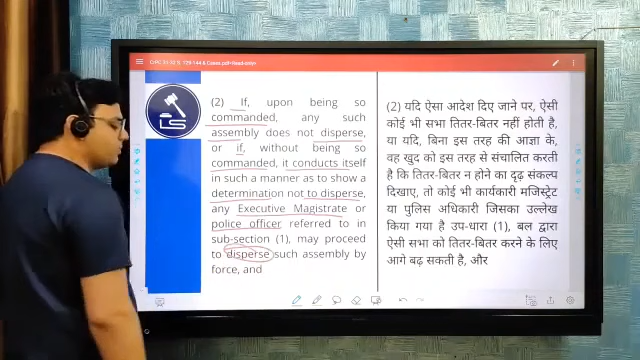 (2) If, upon being so
commanded, any such
assembly does not disperse,
or if, without being so
commanded, it conducts itself
in such a manner as to show a
determination not to disperse,
any Executive Magistrate or
police officer referred to in
sub-section (1), may proceed
to disperse such assembly by
force, and
(2) यदि ऐसा आदेश दिए जाने पर, ऐसी
कोई भी सभा तितर-बितर नहीं होती है,
या यदि, बिना इस तरह की आज्ञा के,
वह खुद को इस तरह से संचालित करती
है कि तितर-बितर न होने का दृढ़ संकल्प
दिखाए, तो कोई भी कार्यकारी मजिस्ट्रेट
या पुलिस अधिकारी जिसका उल्लेख
किया गया है उप-धारा (1), बल द्वारा
ऐसी सभा को तितर-बितर करने के लिए
आगे बढ़ सकती है, और
LS